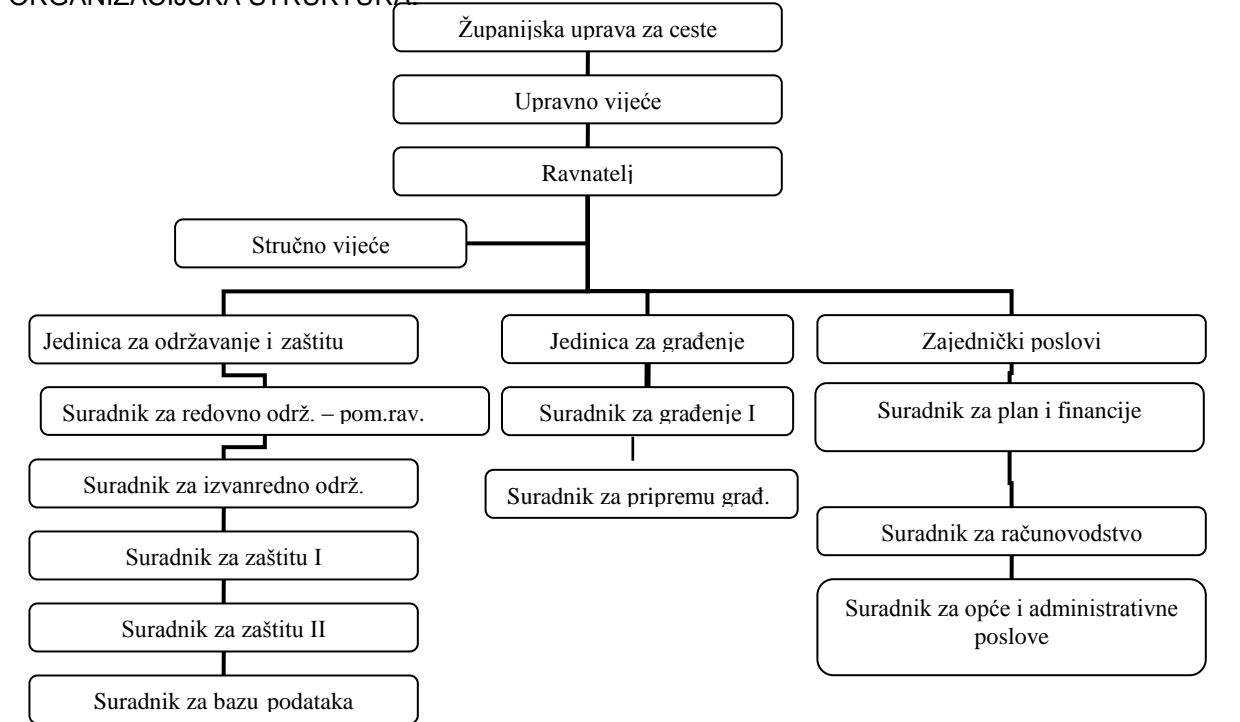 ORGANIZACIJSKA STRUKTURA:
Županijska uprava za ceste
Upravno vijeće
Ravnatelj
Stručno vijeće
Jedinica za održavanje i zaštitu
Jedinica za građenje
Zajednički poslovi
Suradnik za redovno održ. – pom.rav.
Suradnik za građenje I
Suradnik za plan i financije
Suradnik za izvanredno održ.
Suradnik za pripremu građ.
Suradnik za računovodstvo
Suradnik za zaštitu I
Suradnik za opće i administrativne
poslove
Suradnik za zaštitu II
Suradnik za bazu podataka